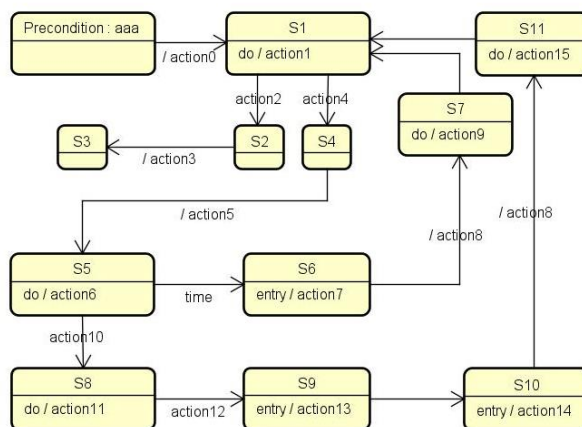 Precondition : aaa
S1
S11
/ action0
do / action1
do / action15
action2
action4
S7
do / action9
S3
S2
S4
/ action3
/ action5
/ action8
/ action8
S5
do / action6
time
S6
entry / action7
action10
S8
do / action11
action12
S9
entry / action13
S10
entry / action14